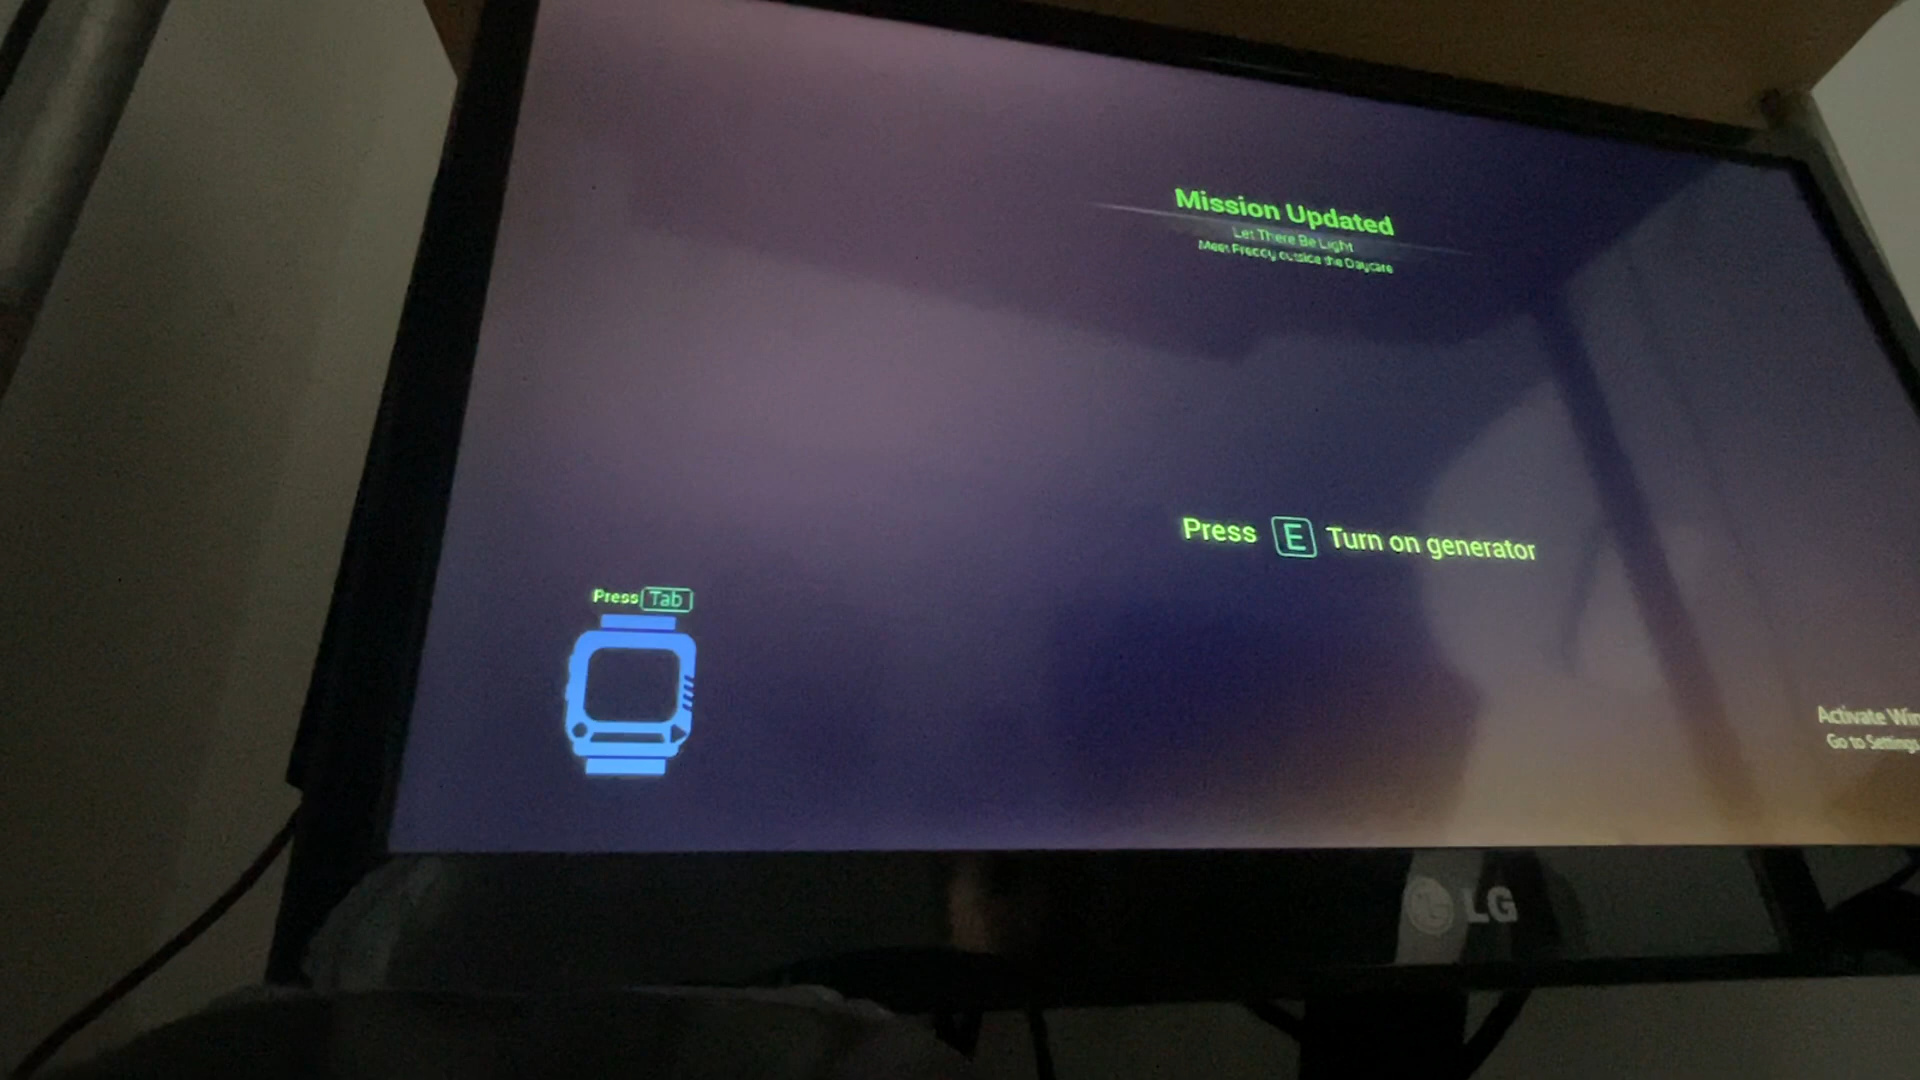 Mission Updated
Let There Be Light
Meet Freddy outside the Daycare
Press E Turn on generator
Press Tab
Activate Win
Go to Settings
LG